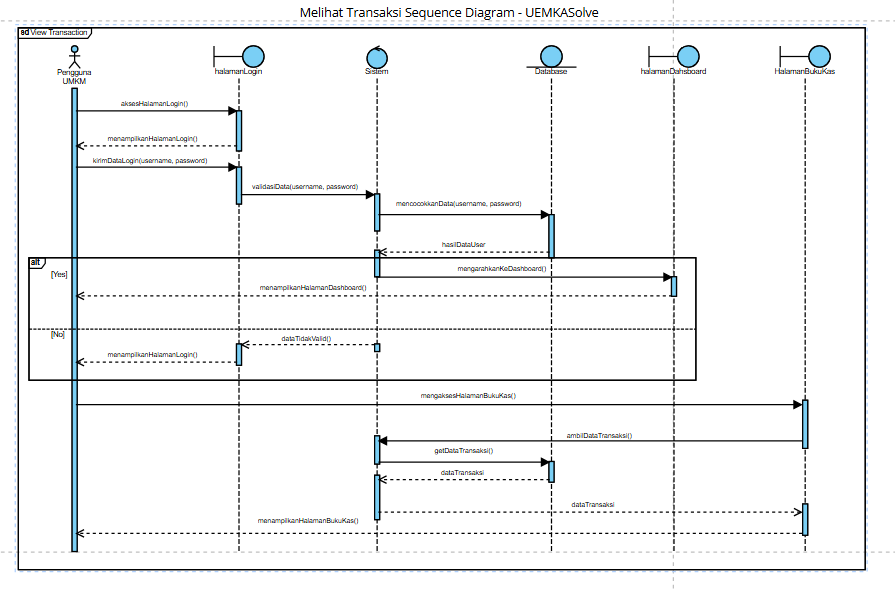 Melihat Transaksi Sequence Diagram - UEMKASolve
sd View Transaction
Pengguna
UMKM
halamanLogin
Sistem
Database
halamanDahsboard
HalamanBukuKas
aksesHalamanLogin()
menampilkanHalamanLogin()
kirimDataLogin(username, password)
validasiData(username, password)
mencocokkanData(username, password)
hasilDataUser
alt
[Yes]
mengarahkanKeDashboard()
menampilkanHalamanDashboard()
[No]
dataTidakValid()
menampilkanHalamanLogin()
mengaksesHalamanBukuKas()
ambilDataTransaksi()
getDataTransaksi()
dataTransaksi
dataTransaksi
menampilkanHalamanBukuKas()